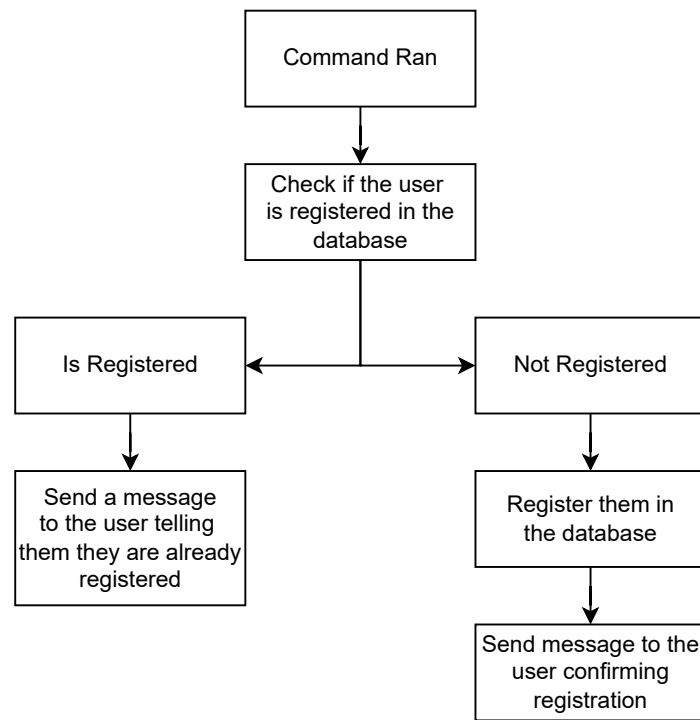 Command Ran
Check if the user
is registered in the
database
Is Registered
Not Registered
Send a message
to the user telling
them they are already
registered
Register them in
the database
Send message to the
user confirming
registration